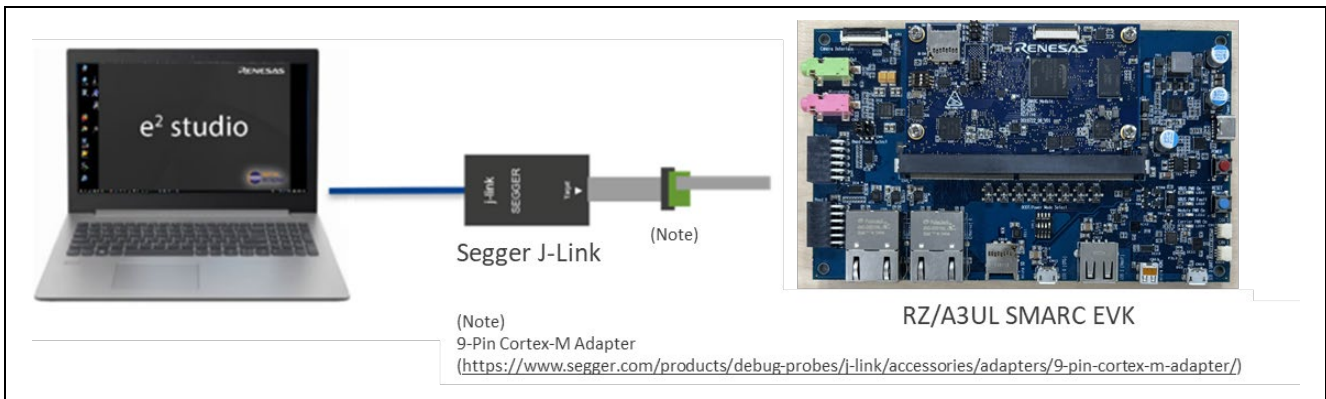 RENESAS
e² studio
j-link
SEGGER
Target
Segger J-Link
(Note)
RENESAS
RZ/A3UL SMARC EVK
(Note)
9-Pin Cortex-M Adapter
(https://www.segger.com/products/debug-probes/j-link/accessories/adapters/9-pin-cortex-m-adapter/)